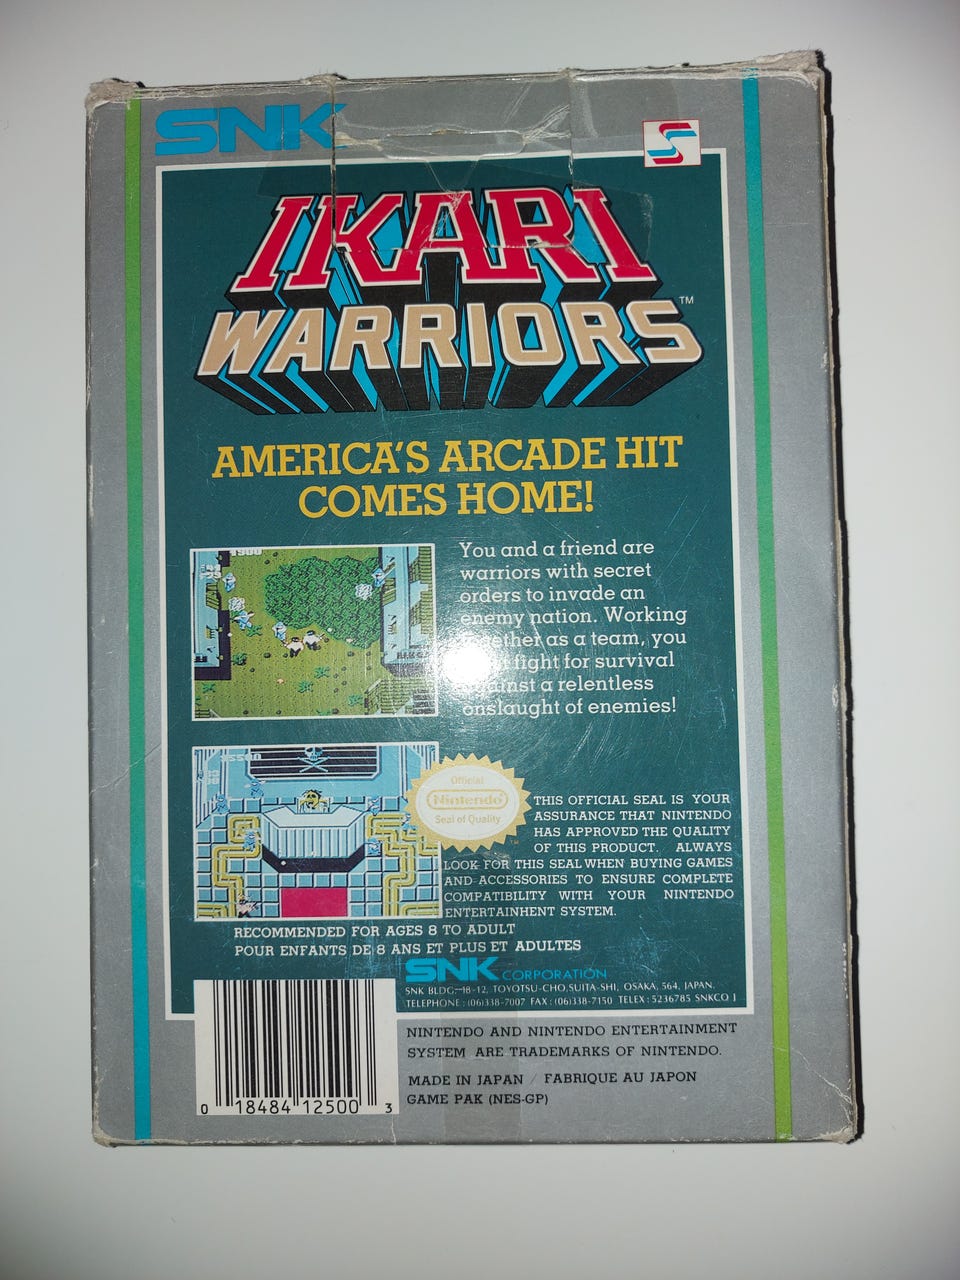 SNK
S
IKARI
WARRIORS™
AMERICA'S ARCADE HIT
COMES HOME!
You and a friend are
warriors with secret
orders to invade an
enemy nation. Working
as a team, you
fight for survival
a relentless
onslaught of enemies!
Official
Nintendo
Seal of Quality
THIS OFFICIAL SEAL IS YOUR
ASSURANCE THAT NINTENDO
HAS APPROVED THE QUALITY
OF THIS PRODUCT. ALWAYS
LOOK FOR THIS SEAL WHEN BUYING GAMES
AND ACCESSORIES TO ENSURE COMPLETE
COMPATIBILITY WITH YOUR NINTENDO
ENTERTAINHENT SYSTEM.
RECOMMENDED FOR AGES 8 TO ADULT
POUR ENFANTS DE 8 ANS ET PLUS ET ADULTES
SNK CORPORATION
SNK BLDG-18-12, TOYOTSU-CHO,SUITA-SHI, OSAKA, 564, JAPAN.
TELEPHONE : (06)338-7007 FAX : (06)338-7150 TELEX : 5236785 SNKCO J
NINTENDO AND NINTENDO ENTERTAINMENT
SYSTEM ARE TRADEMARKS OF NINTENDO.
MADE IN JAPAN / FABRIQUE AU JAPON
GAME PAK (NES-GP)
0 18484 12500 3